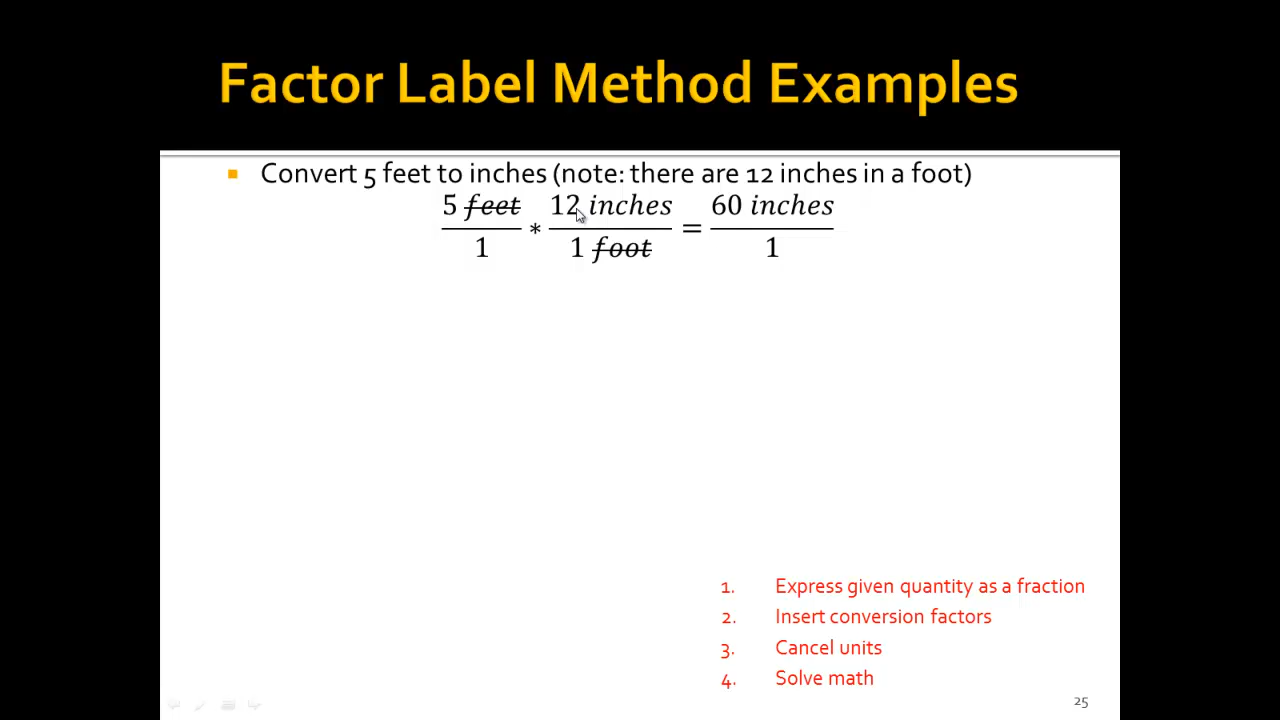 Factor Label Method Examples
▪ Convert 5 feet to inches (note: there are 12 inches in a foot)
5 feet / 1 * 12 inches / 1 foot = 60 inches / 1
1. Express given quantity as a fraction
2. Insert conversion factors
3. Cancel units
4. Solve math
25